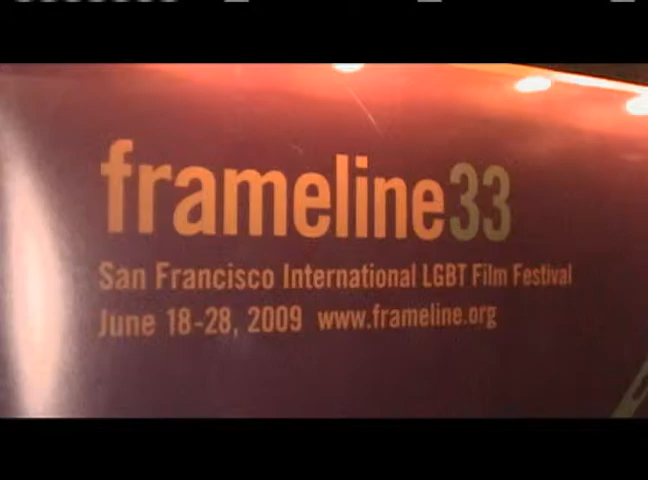 frameline33
San Francisco International LGBT Film Festival
June 18-28, 2009 www.frameline.org